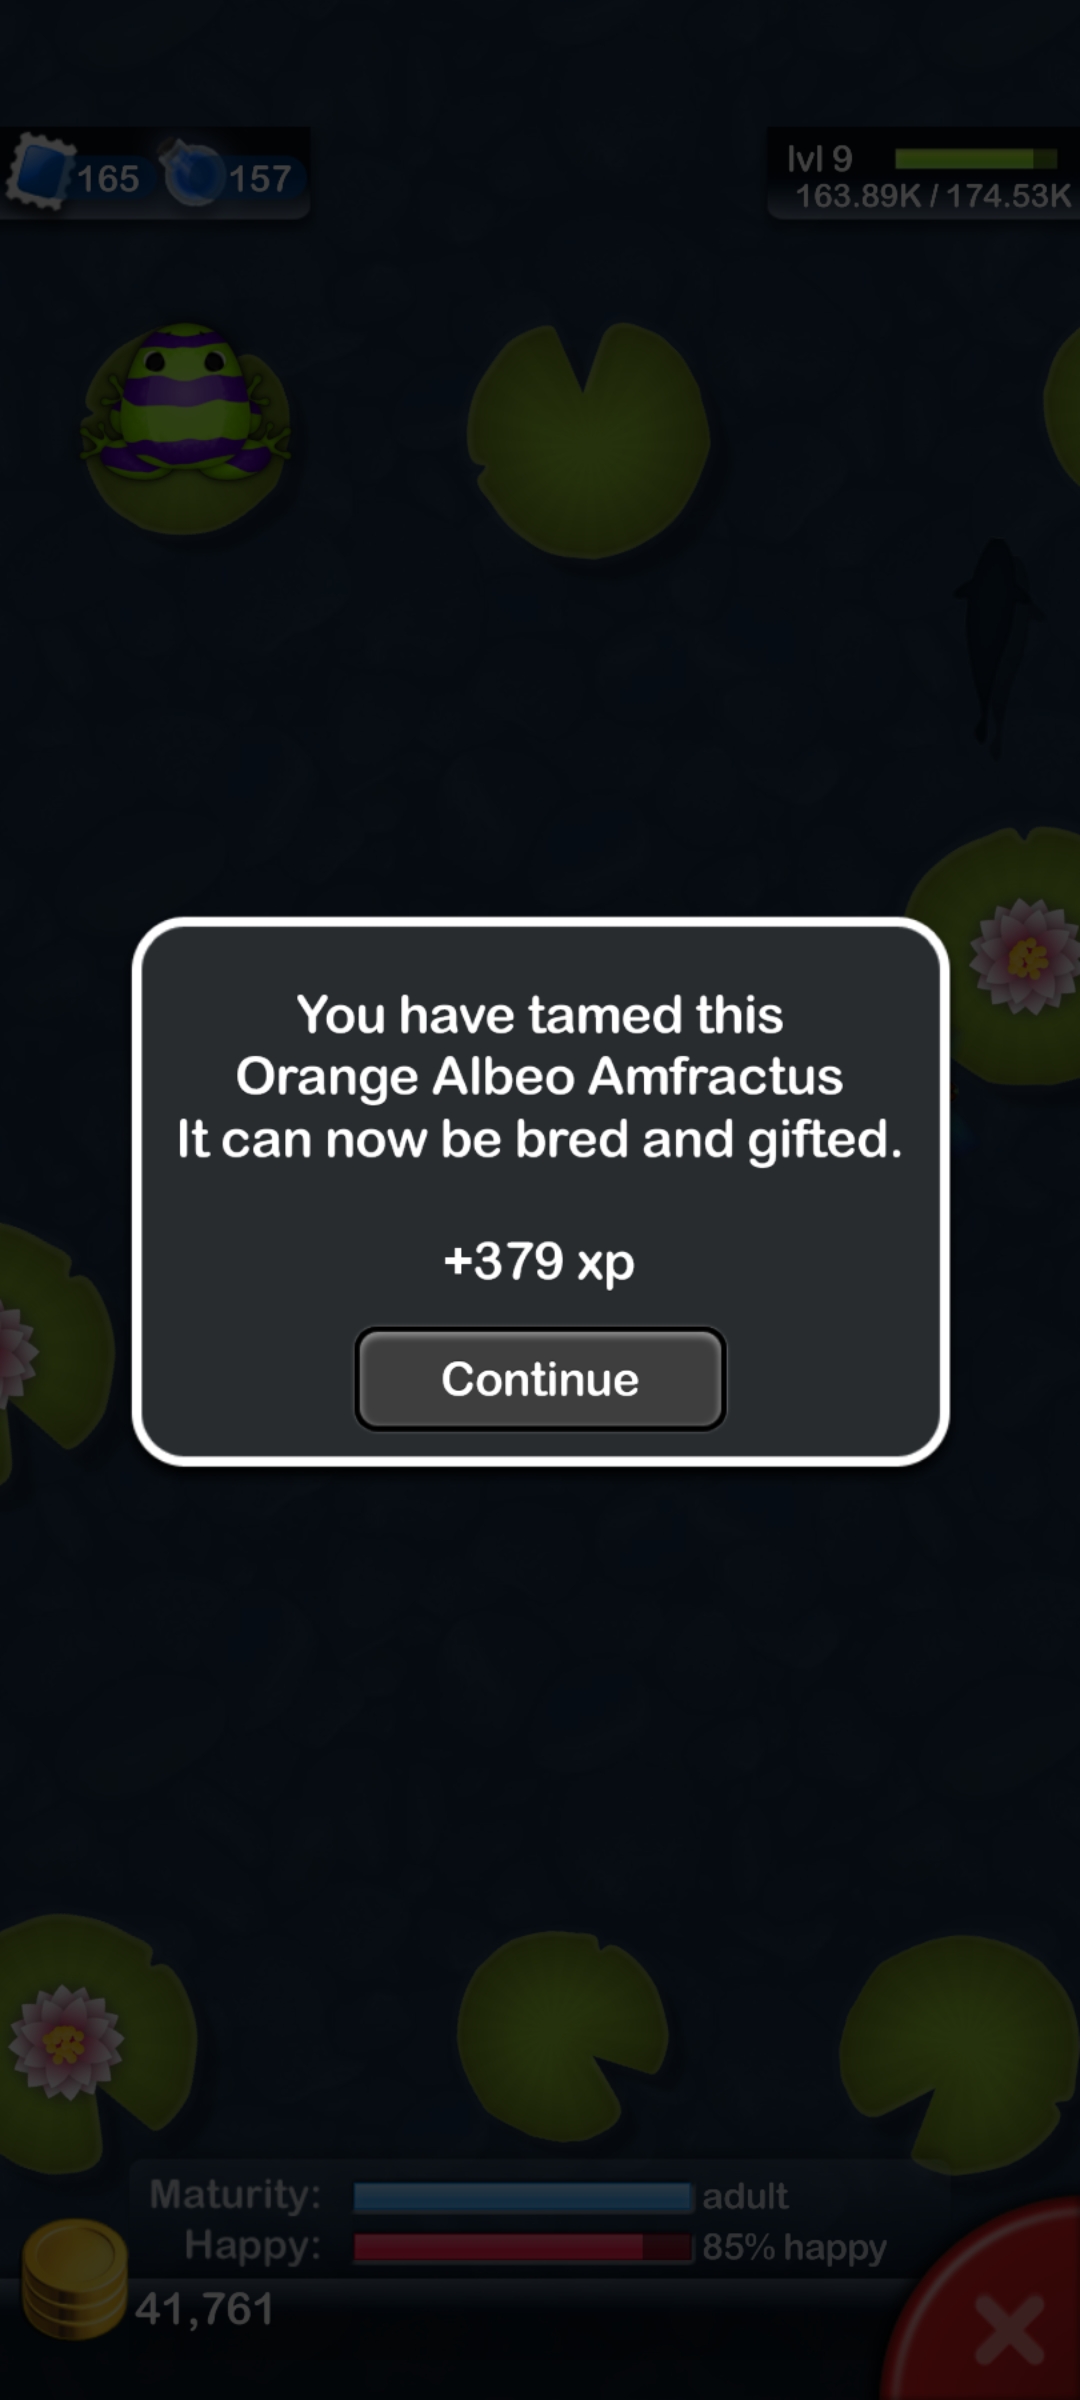 165 157
lvl 9
163.89K / 174.53K
You have tamed this
Orange Albeo Amfractus
It can now be bred and gifted.
+379 xp
Continue
Maturity: adult
Happy: 85% happy
41,761